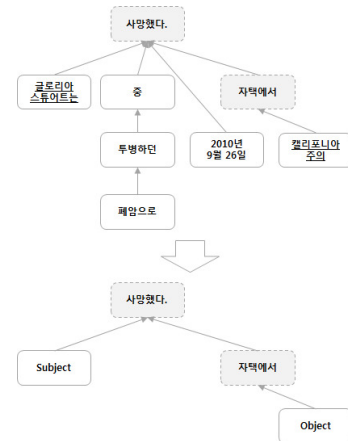 사망했다.
글로리아
스튜어트는
중
자택에서
투병하던
2010년
9월 26일
캘리포니아
주의
폐암으로
사망했다.
Subject
자택에서
Object